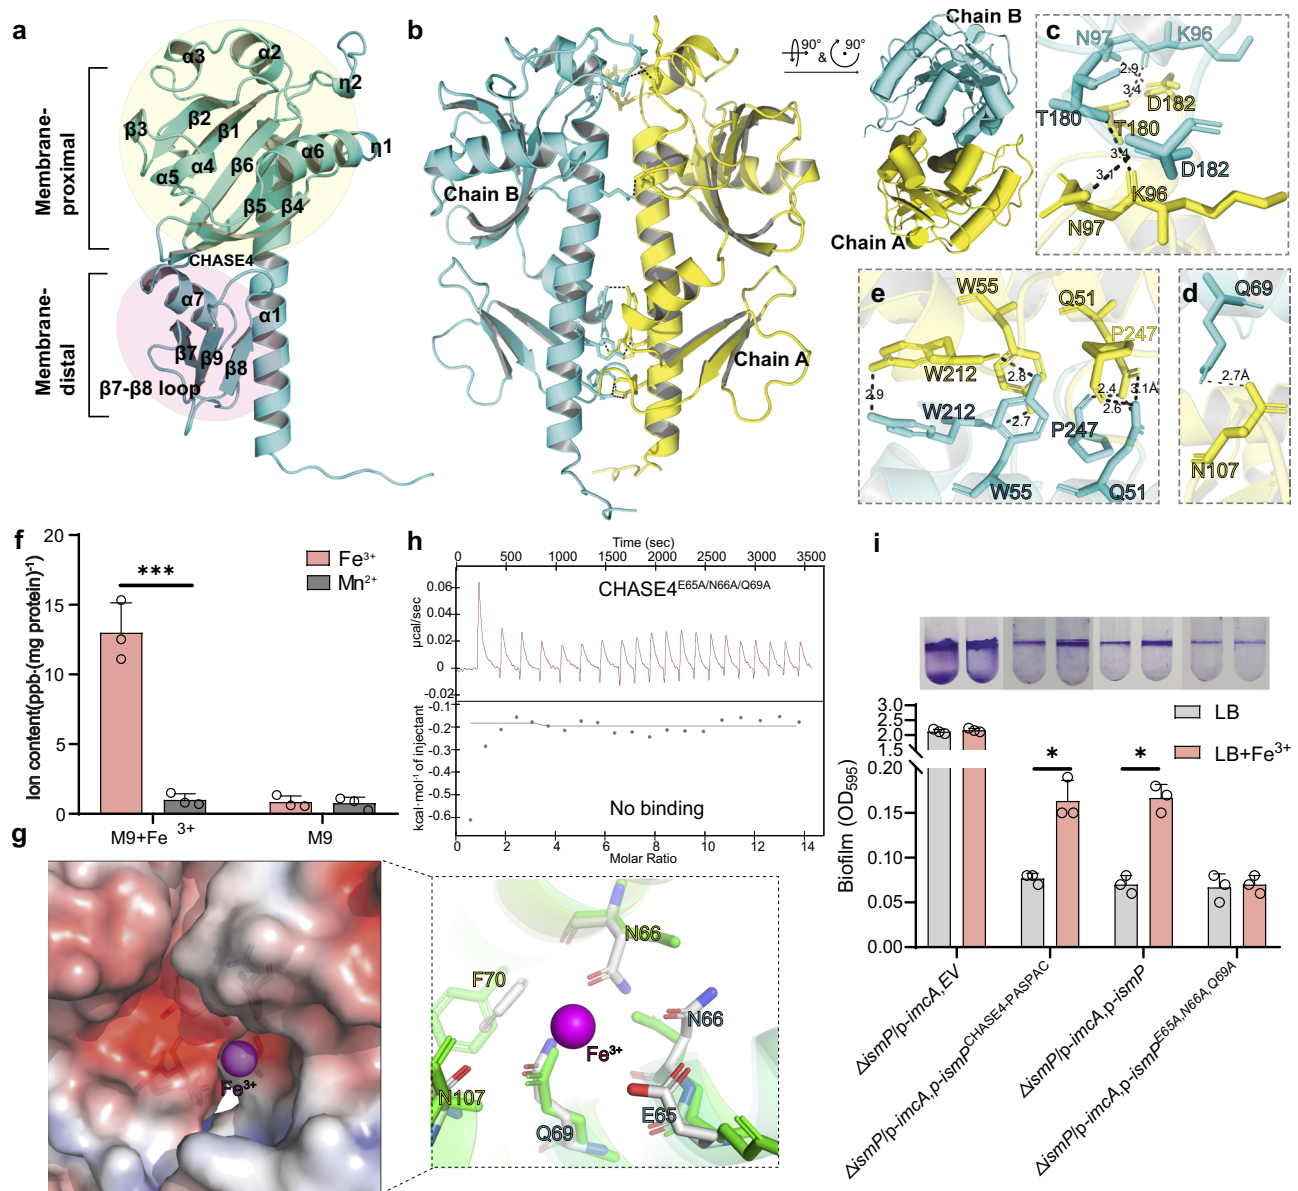 a
Membrane-proximal
Membrane-distal
α3
α2
η2
β3
β2
β1
α6
η1
α4
β6
α5
β5
β4
CHASE4
α7
α1
β7
β9
β8
β7-β8 loop
b
Chain B
Chain A
90° & 90°
Chain B
Chain A
c
N97
K96
2.9
3.4
D182
T180
T180
3.4
D182
3.4
K96
N97
e
W55
Q51
P247
2.8
W212
2.9
2.4
3.1Å
2.6
W212
2.7
P247
W55
Q51
d
Q69
2.7Å
N107
f
Ion content(ppb·(mg protein)⁻¹)
20
15
10
5
0
***
Fe³⁺
Mn²⁺
M9+Fe ³⁺
M9
h
Time (sec)
0 500 1000 1500 2000 2500 3000 3500
µcal/sec
0.06
0.04
0.02
0
-0.02
CHASE4E65A/N66A/Q69A
kcal·mol⁻¹ of injectant
-0.1
-0.2
-0.3
-0.4
-0.5
-0.6
No binding
0 2 4 6 8 10 12 14
Molar Ratio
i
LB
LB+Fe³⁺
Biofilm (OD₅₉₅)
3.0
2.5
2.0
1.5
0.20
0.15
0.10
0.05
0.00
*
*
ΔismP/p-imcA,EV
ΔismP/p-imcA,p-ismPCHASE4-PASPAC
ΔismP/p-imcA,p-ismP
ΔismP/p-imcA,p-ismPE65A,N66A,Q69A
g
Fe³⁺
N66
F70
N66
Fe³⁺
N107
E65
Q69